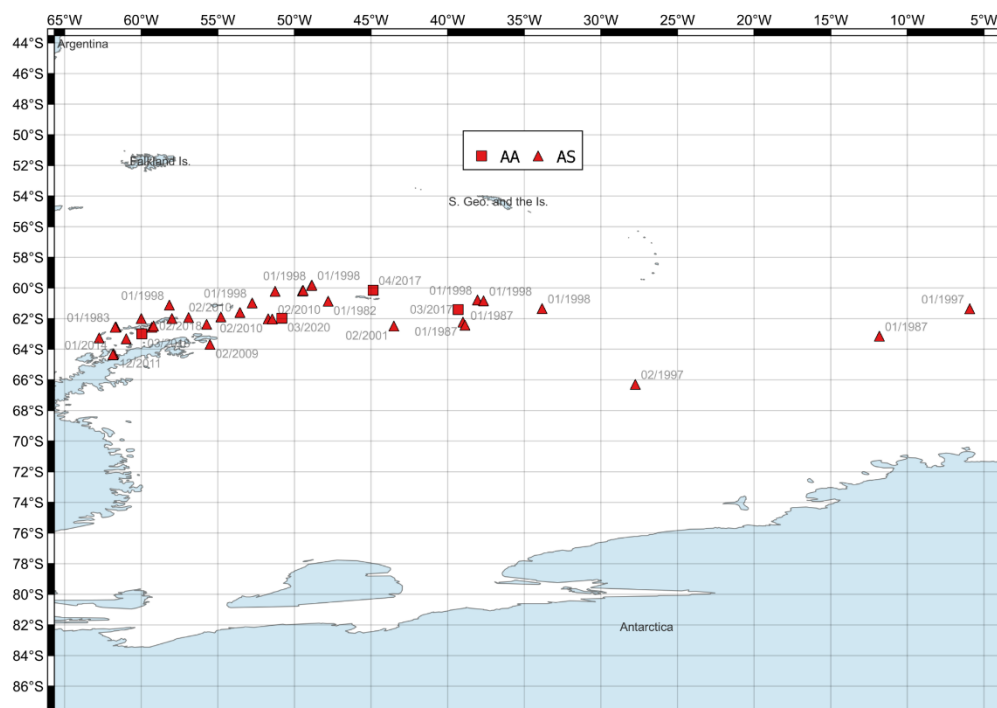 65°W 60°W 55°W 50°W 45°W 40°W 35°W 30°W 25°W 20°W 15°W 10°W 5°W
44°S
Argentina
46°S
48°S
50°S
AA AS
52°S
Falkland Is.
54°S
S. Geo. and the Is.
56°S
58°S
01/1998 01/1998
04/2017
60°S
01/1998 01/1998
01/1998 01/1998
01/1998
01/1997
02/2010 02/2010
01/1982
03/2017
01/1983
62°S
01/1987
02/2018 02/2010
03/2020
02/2001
01/1987
01/1987
01/2014
03/2018
64°S
02/2009
12/2011
02/1997
66°S
68°S
70°S
72°S
74°S
76°S
78°S
80°S
82°S
Antarctica
84°S
86°S